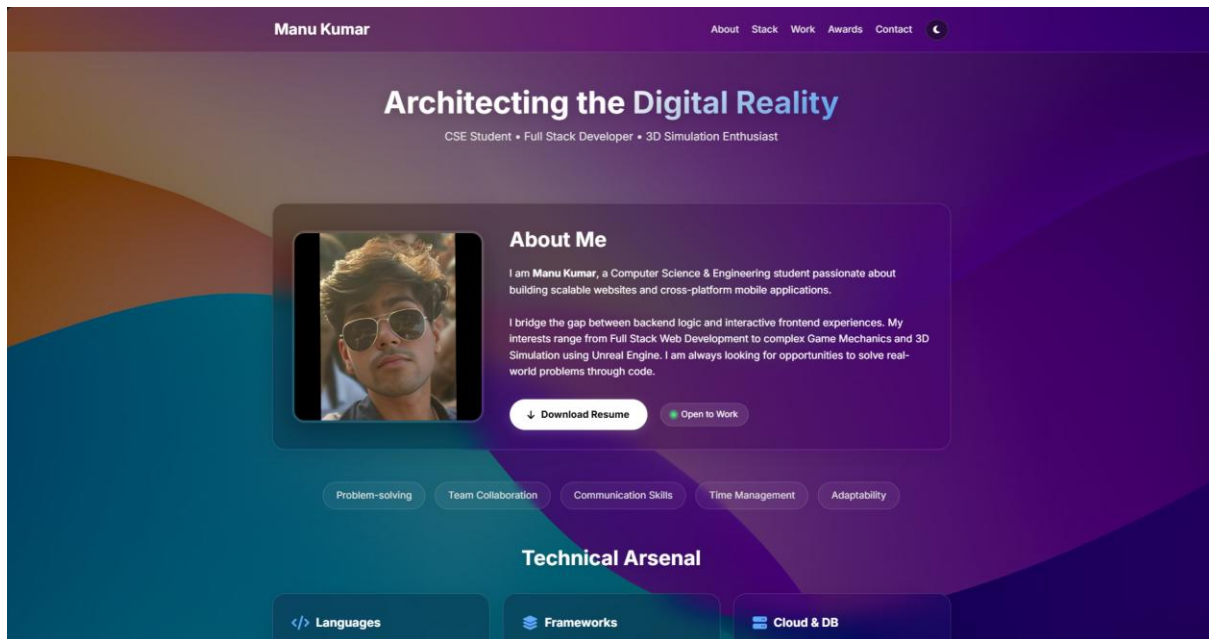 Manu Kumar
About Stack Work Awards Contact
Architecting the Digital Reality
CSE Student • Full Stack Developer • 3D Simulation Enthusiast
About Me
I am Manu Kumar, a Computer Science & Engineering student passionate about
building scalable websites and cross-platform mobile applications.
I bridge the gap between backend logic and interactive frontend experiences. My
interests range from Full Stack Web Development to complex Game Mechanics and 3D
Simulation using Unreal Engine. I am always looking for opportunities to solve real-
world problems through code.
↓ Download Resume
Open to Work
Problem-solving
Team Collaboration
Communication Skills
Time Management
Adaptability
Technical Arsenal
</> Languages
Frameworks
Cloud & DB